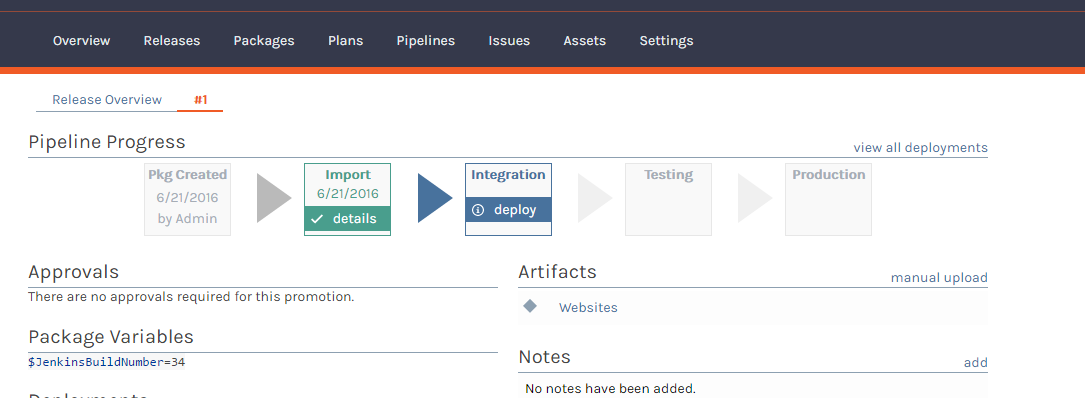 Overview Releases Packages Plans Pipelines Issues Assets Settings
Release Overview #1
Pipeline Progress
view all deployments
Pkg Created
6/21/2016
by Admin
Import
6/21/2016
details
Integration
deploy
Testing
Production
Approvals
There are no approvals required for this promotion.
Package Variables
$JenkinsBuildNumber=34
Deployments
Artifacts
manual upload
Websites
Notes
add
No notes have been added.